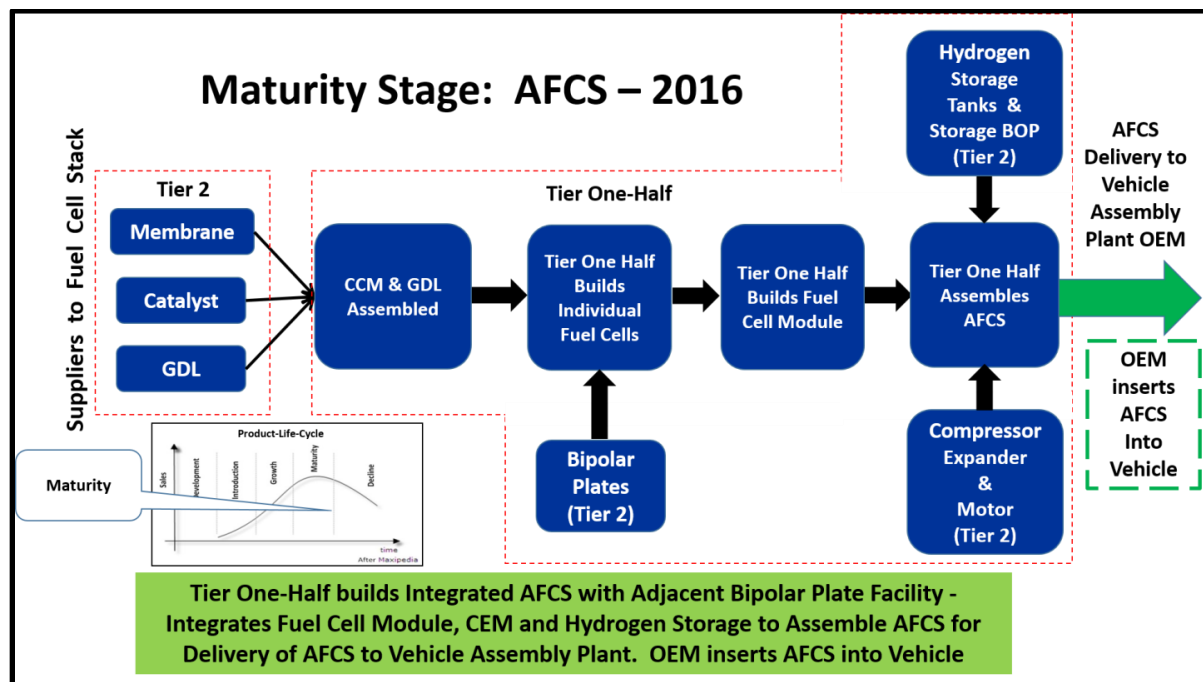 Maturity Stage:  AFCS – 2016
Suppliers to Fuel Cell Stack
Tier 2
Membrane
Catalyst
GDL
Tier One-Half
CCM & GDL
Assembled
Tier One Half
Builds
Individual
Fuel Cells
Tier One Half
Builds Fuel
Cell Module
Hydrogen
Storage
Tanks &
Storage BOP
(Tier 2)
Tier One Half
Assembles
AFCS
Bipolar
Plates
(Tier 2)
Compressor
Expander
&
Motor
(Tier 2)
AFCS
Delivery to
Vehicle
Assembly
Plant OEM
OEM
inserts
AFCS
Into
Vehicle
Maturity
Product-Life-Cycle
Sales
Introduction
Growth
Maturity
Decline
time
After Maxipedia
Tier One-Half builds Integrated AFCS with Adjacent Bipolar Plate Facility -
Integrates Fuel Cell Module, CEM and Hydrogen Storage to Assemble AFCS for
Delivery of AFCS to Vehicle Assembly Plant.  OEM inserts AFCS into Vehicle